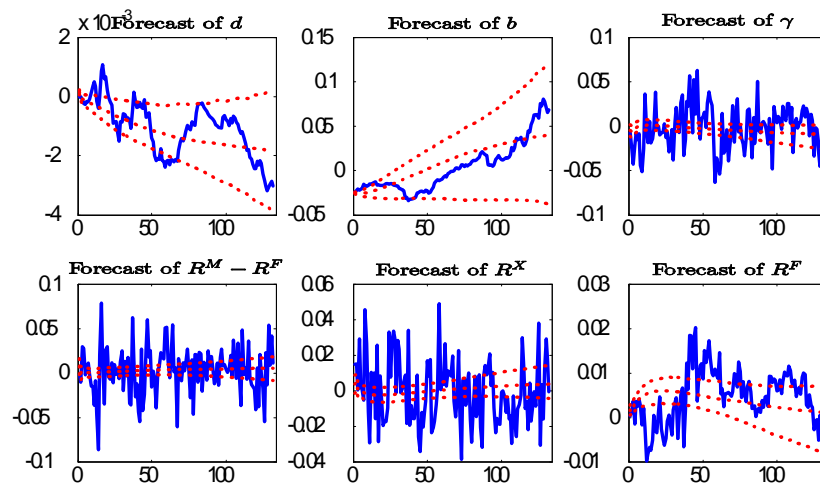 x 10⁻³
Forecast of d
2
0
-2
-4
0 50 100
Forecast of b
0.15
0.1
0.05
0
-0.05
0 50 100
Forecast of γ
0.1
0.05
0
-0.05
-0.1
0 50 100
Forecast of R^M − R^F
0.1
0.05
0
-0.05
-0.1
0 50 100
Forecast of R^X
0.06
0.04
0.02
0
-0.02
-0.04
0 50 100
Forecast of R^F
0.03
0.02
0.01
0
-0.01
0 50 100